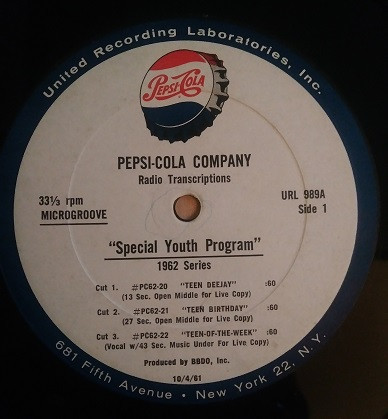 United Recording Laboratories, Inc.
PEPSI-COLA
PEPSI-COLA COMPANY
Radio Transcriptions
33⅓ rpm
MICROGROOVE
URL 989A
Side 1
"Special Youth Program"
1962 Series
Cut 1. #PC62-20 "TEEN DEEJAY" :60
(13 Sec. Open Middle for Live Copy)
Cut 2. #PC62-21 "TEEN BIRTHDAY" :60
(27 Sec. Open Middle for Live Copy)
Cut 3. #PC62-22 "TEEN-OF-THE-WEEK" :60
(Vocal w/43 Sec. Music Under For Live Copy)
Produced by BBDO, Inc.
10/4/61
681 Fifth Avenue • New York 22, N.Y.